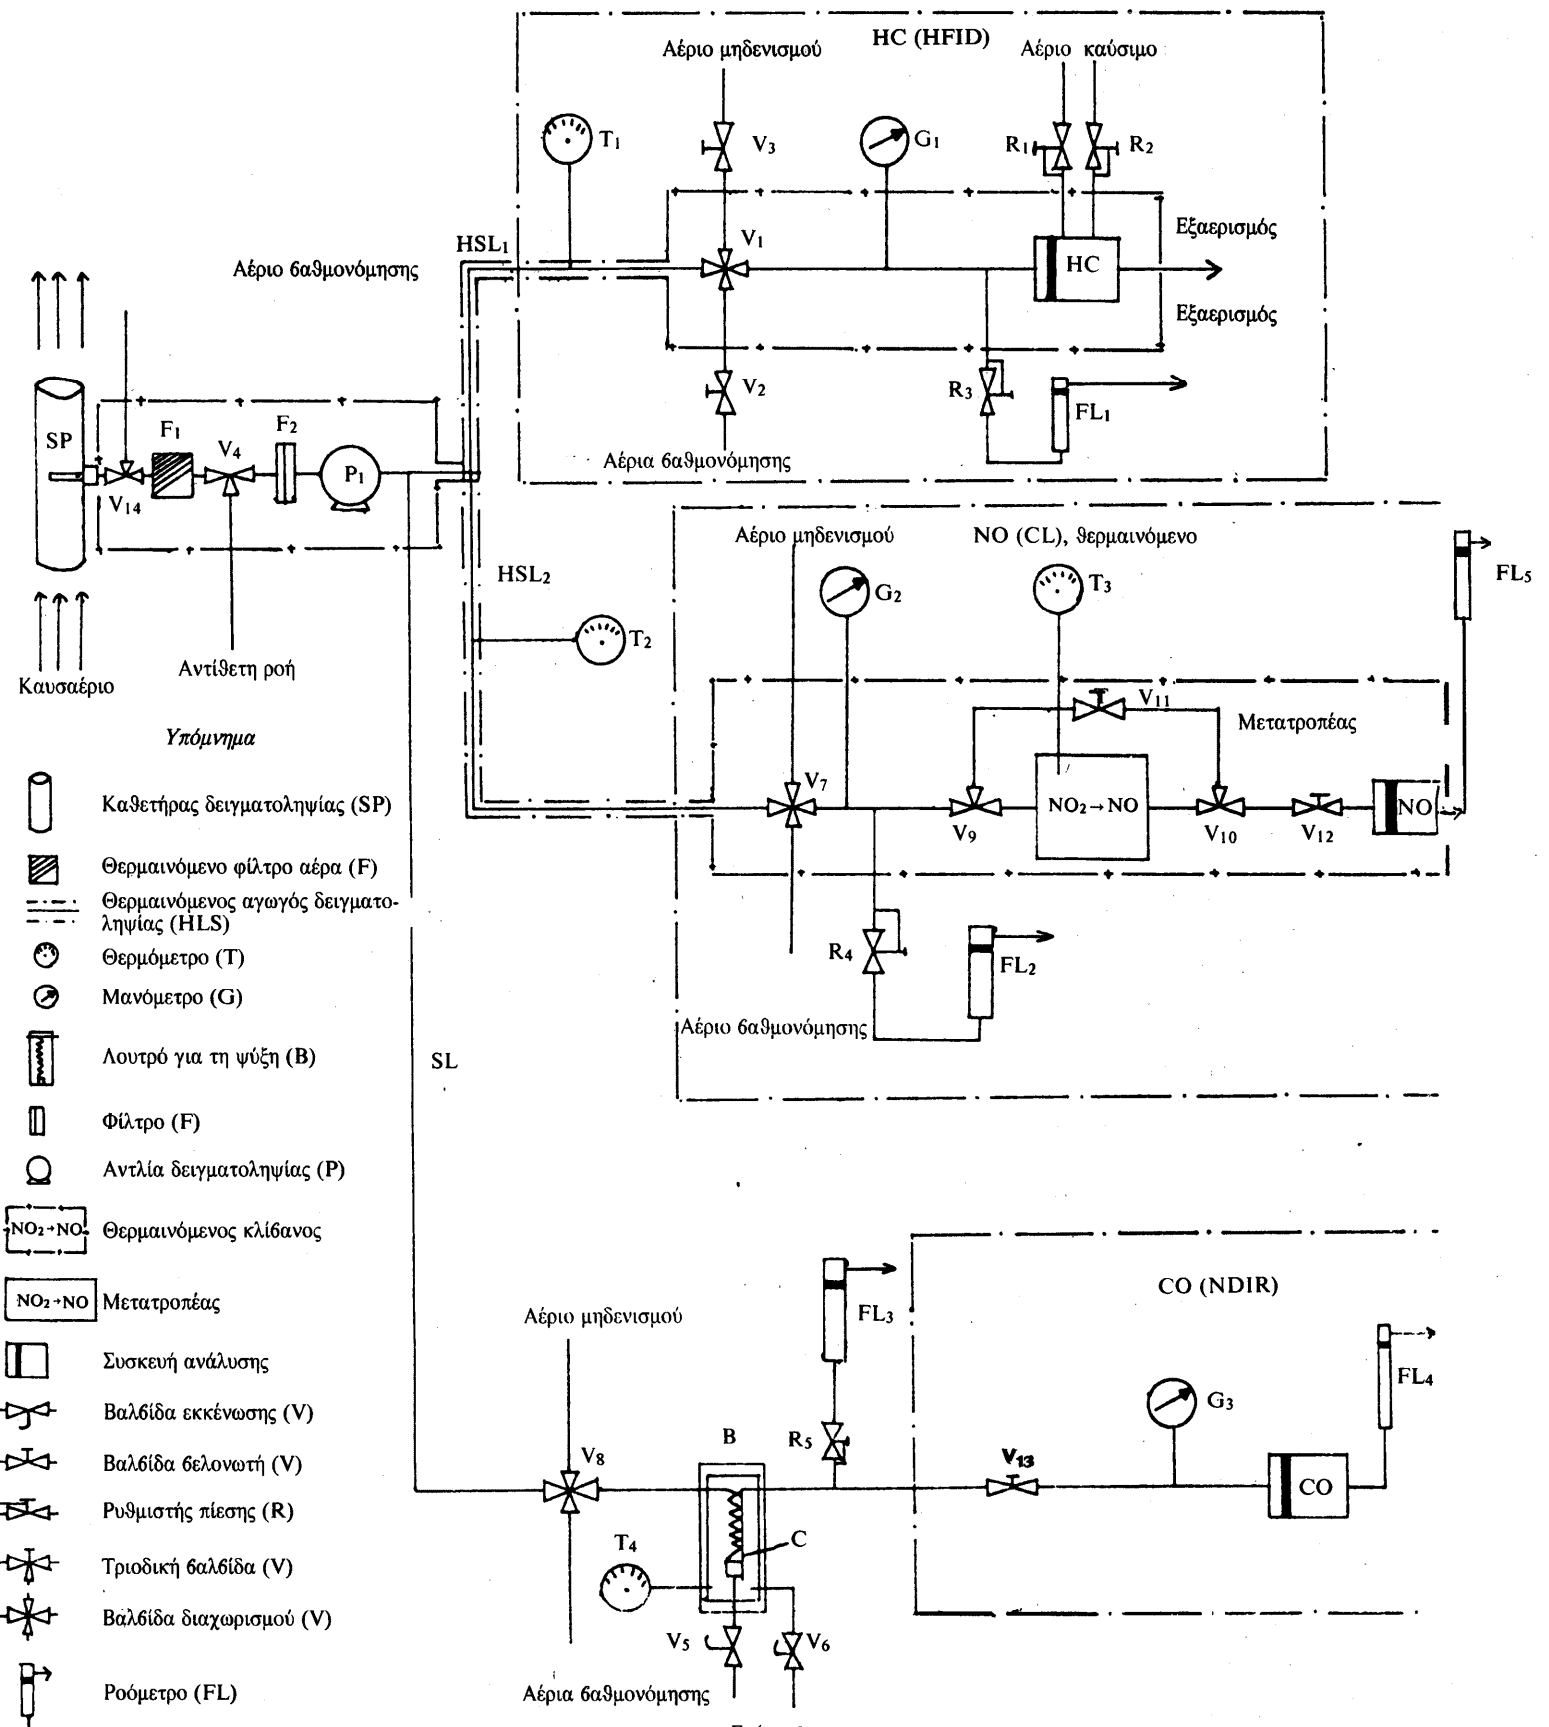 HC (HFID)
Αέριο μηδενισμού
Αέριο καύσιμο
T1
V3
G1
R1
R2
V1
HSL1
Εξαερισμός
HC
Αέριο βαθμονόμησης
Εξαερισμός
V2
R3
FL1
SP
F1
V4
F2
P1
V14
Αέρια βαθμονόμησης
Αέριο μηδενισμού
NO (CL), θερμαινόμενο
HSL2
G2
T3
FL5
T2
Αντίθετη ροή
Καυσαέριο
V11
Μετατροπέας
V7
NO2→NO
NO
V9
V10
V12
R4
FL2
Αέριο βαθμονόμησης
SL
Υπόμνημα
Καθετήρας δειγματοληψίας (SP)
Θερμαινόμενο φίλτρο αέρα (F)
Θερμαινόμενος αγωγός δειγματο-
ληψίας (HLS)
Θερμόμετρο (T)
Μανόμετρο (G)
Λουτρό για τη ψύξη (B)
Φίλτρο (F)
Αντλία δειγματοληψίας (P)
NO2→NO Θερμαινόμενος κλίβανος
NO2→NO Μετατροπέας
Συσκευή ανάλυσης
Βαλβίδα εκκένωσης (V)
Βαλβίδα βελονωτή (V)
Ρυθμιστής πίεσης (R)
Τριοδική βαλβίδα (V)
Βαλβίδα διαχωρισμού (V)
Ροόμετρο (FL)
CO (NDIR)
Αέριο μηδενισμού
FL3
FL4
G3
R5
B
V8
V13
CO
C
T4
V5
V6
Αέρια βαθμονόμησης